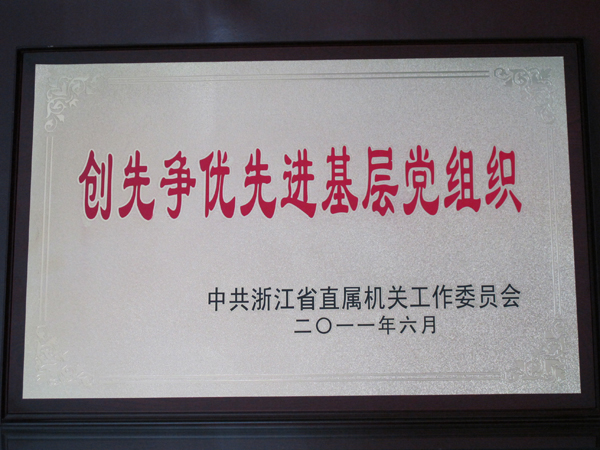 创先争优先进基层党组织
中共浙江省直属机关工作委员会
二〇一一年六月